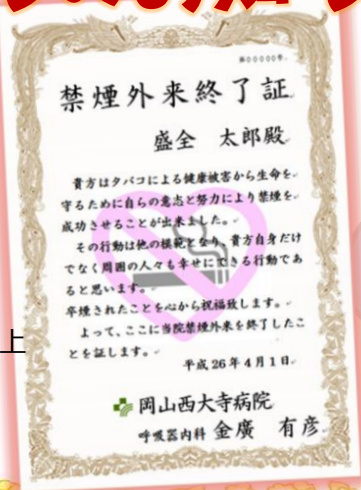 第00000号
禁煙外来終了証
盛全 太郎殿
貴方はタバコによる健康被害から生命を
守るために自らの意志と努力により禁煙を
成功させることが出来ました。
その行動は他の模範となり、貴方自身だけ
でなく周囲の人々も幸せにできる行動であ
ると思います。
卒煙されたことを心から祝福致します。
よって、ここに当院禁煙外来を終了したこ
とを証します。
上
平成26年4月1日
岡山西大寺病院
呼吸器内科 金廣 有彦